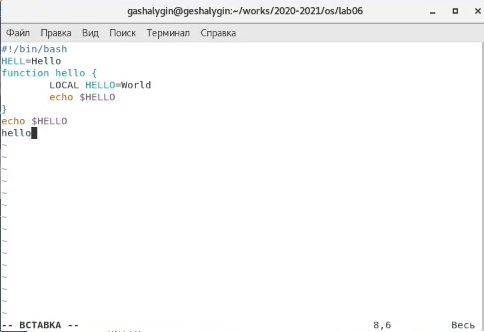 gashalygin@geshalygin:~/works/2020-2021/os/lab06
Файл Правка Вид Поиск Терминал Справка
#!/bin/bash
HELL=Hello
function hello {
        LOCAL HELLO=World
        echo $HELLO
}
echo $HELLO
hello
~
~
~
~
~
~
~
~
~
~
~
~
~
~
-- ВСТАВКА -- 8,6 Весь